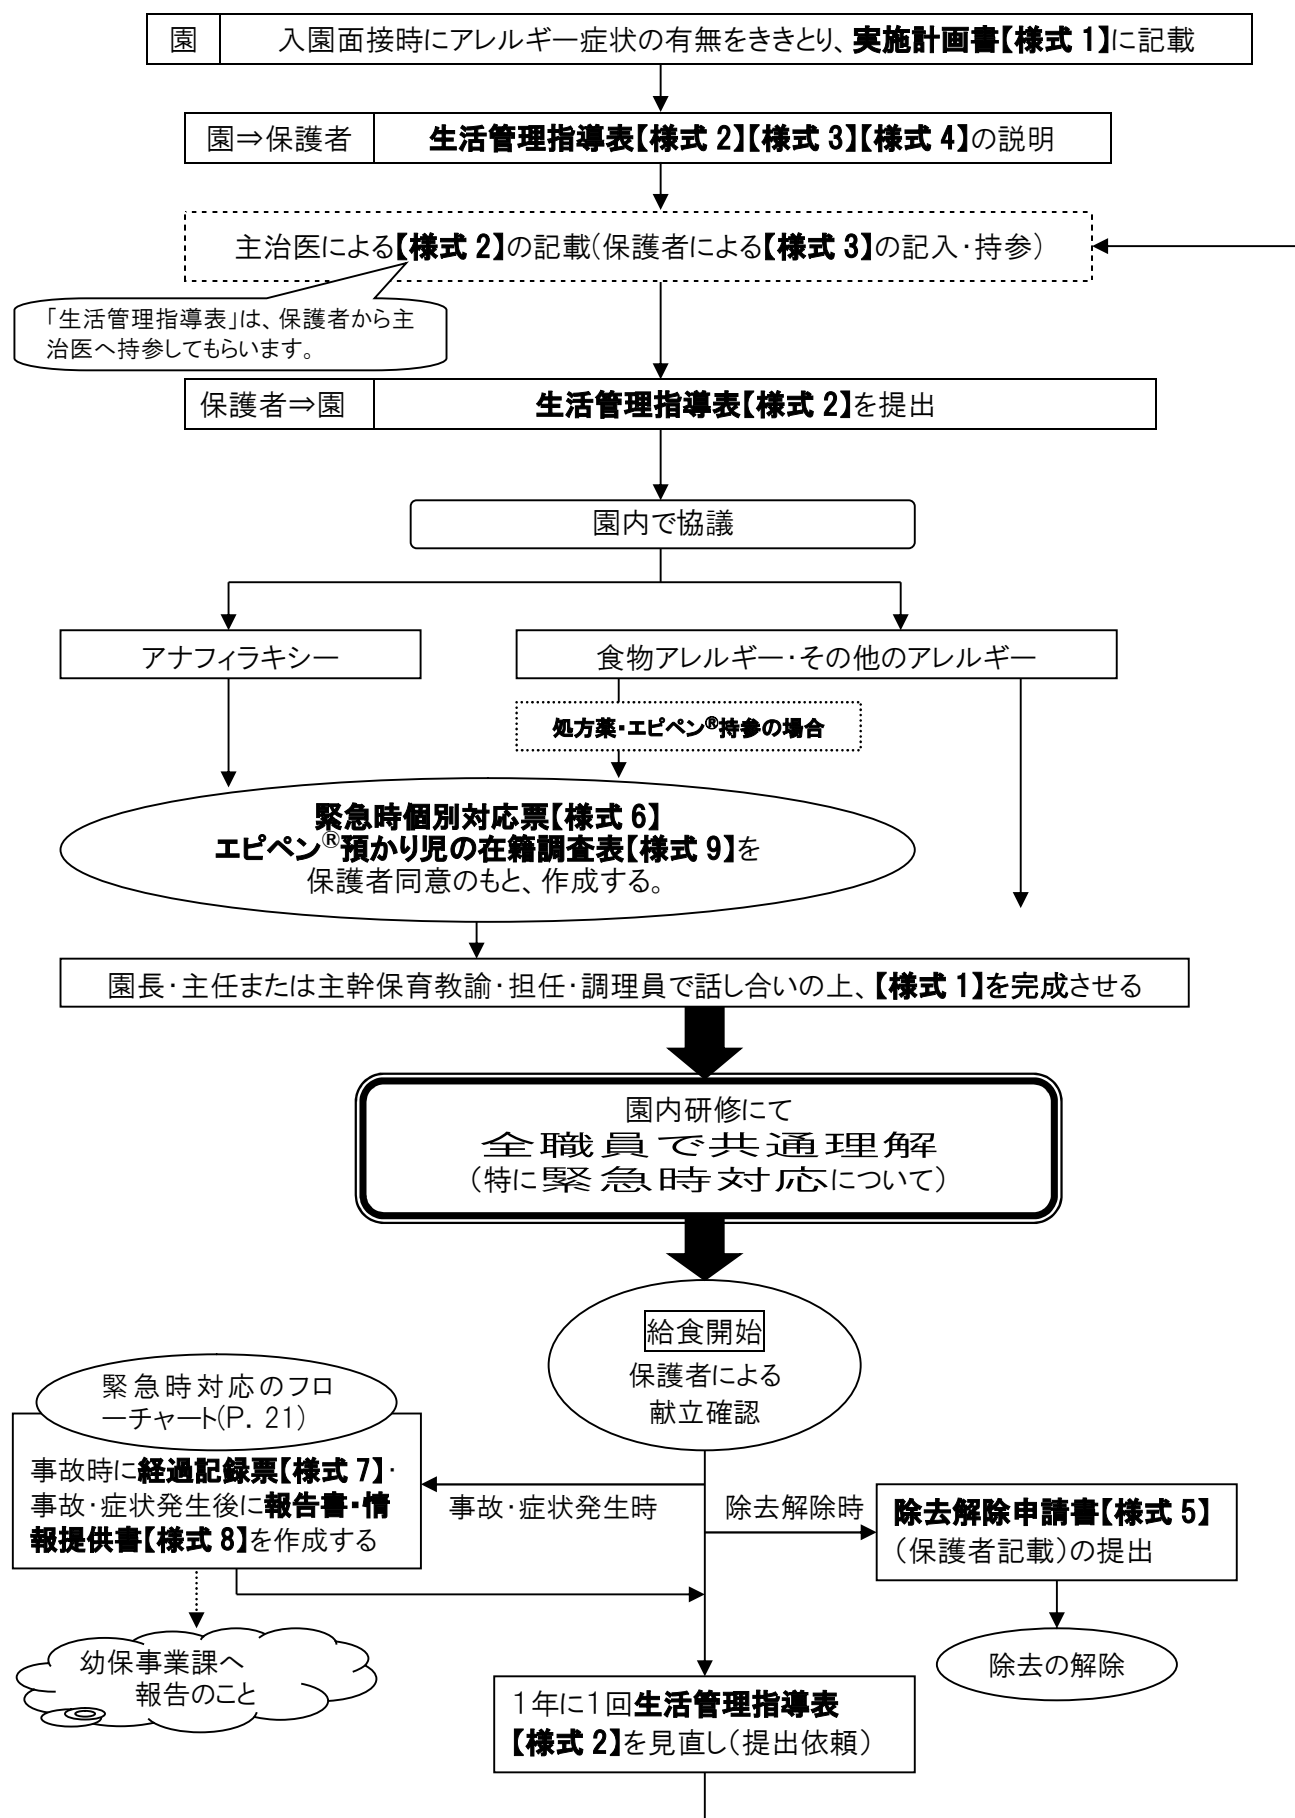 園 入園面接時にアレルギー症状の有無をききとり、実施計画書【様式 1】に記載
園⇒保護者 生活管理指導表【様式 2】【様式 3】【様式 4】の説明
主治医による【様式 2】の記載(保護者による【様式 3】の記入・持参)
「生活管理指導表」は、保護者から主
治医へ持参してもらいます。
保護者⇒園 生活管理指導表【様式 2】を提出
園内で協議
アナフィラキシー
食物アレルギー・その他のアレルギー
処方薬・エピペン®持参の場合
緊急時個別対応票【様式 6】
エピペン®預かり児の在籍調査表【様式 9】を
保護者同意のもと、作成する。
園長・主任または主幹保育教諭・担任・調理員で話し合いの上、【様式 1】を完成させる
園内研修にて
全職員で共通理解
(特に緊急時対応について)
給食開始
保護者による
献立確認
緊急時対応のフロ
ーチャート(P. 21)
事故時に経過記録票【様式 7】・
事故・症状発生後に報告書・情
報提供書【様式 8】を作成する
事故・症状発生時
除去解除時
除去解除申請書【様式 5】
(保護者記載)の提出
幼保事業課へ
報告のこと
除去の解除
1年に1回生活管理指導表
【様式 2】を見直し(提出依頼)